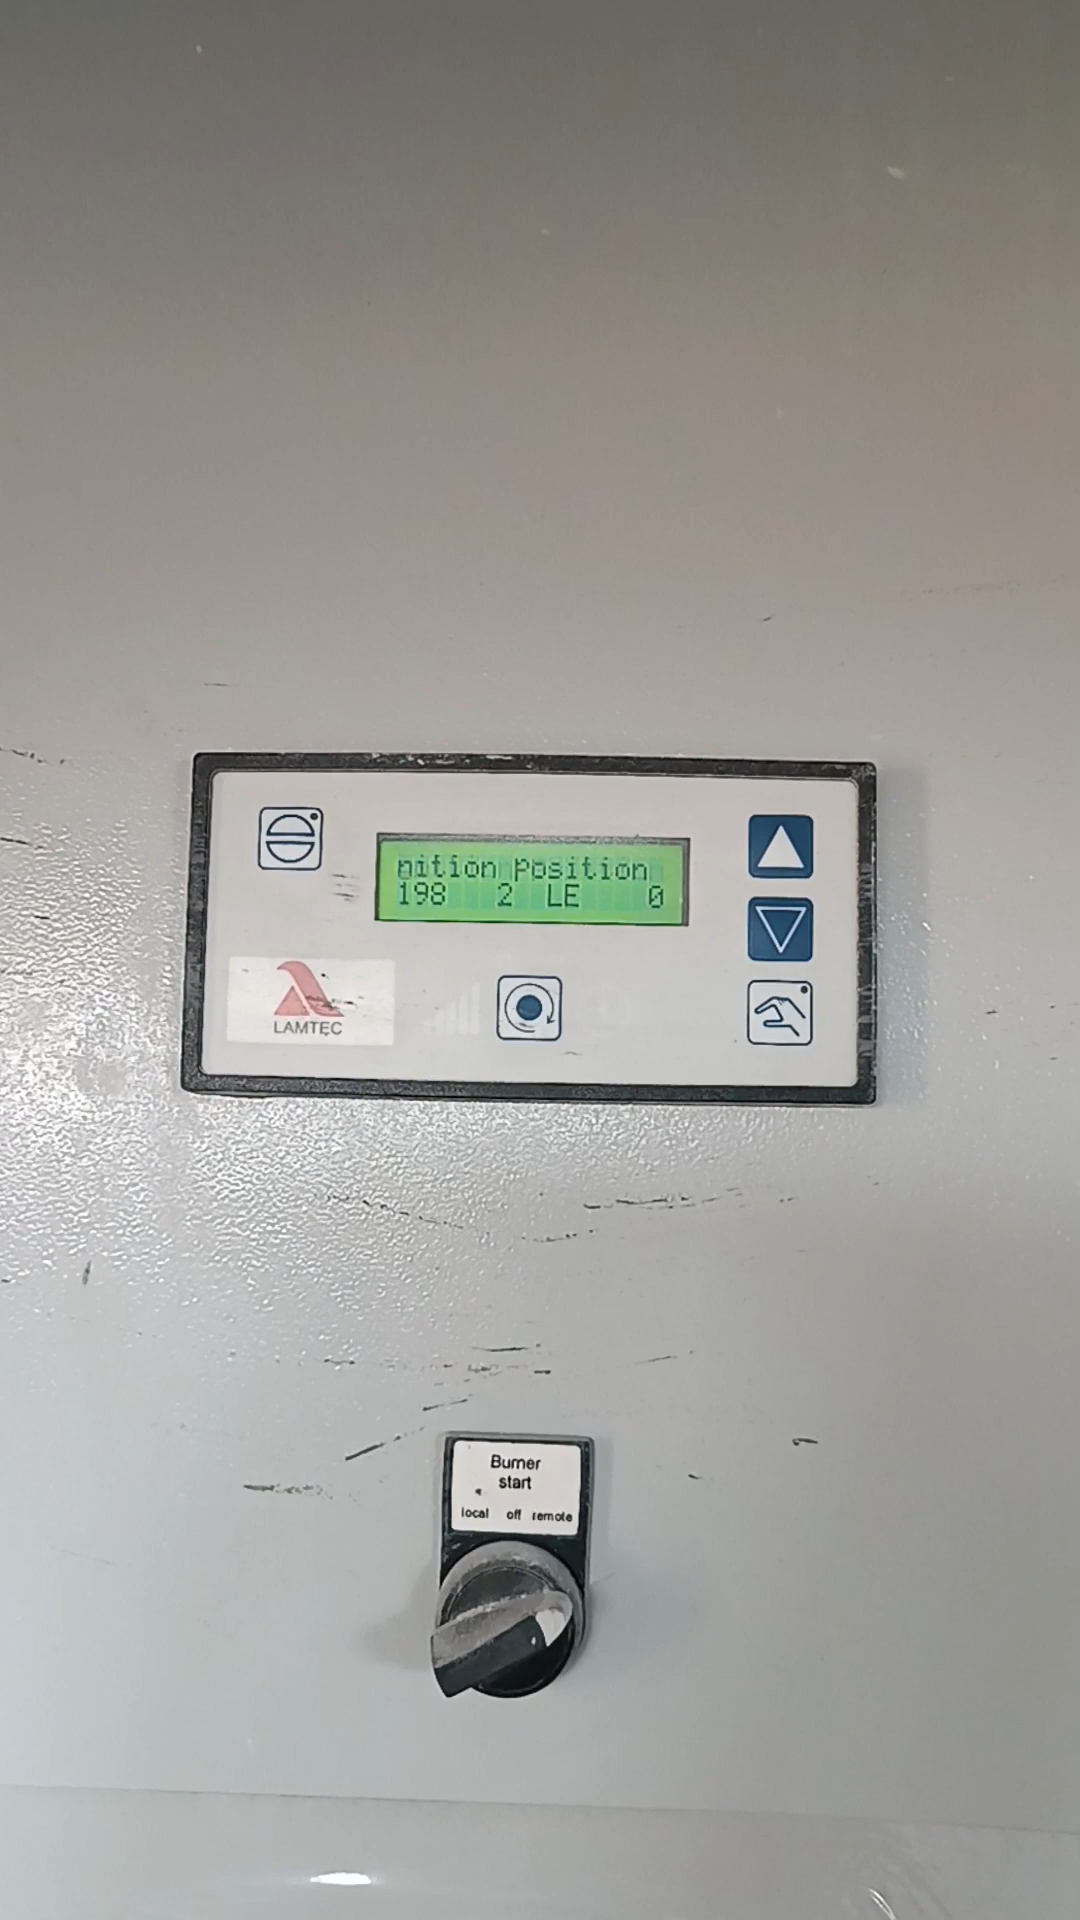 nition position
198 2 LE 0
LAMTEC
Burner
start
local off remote